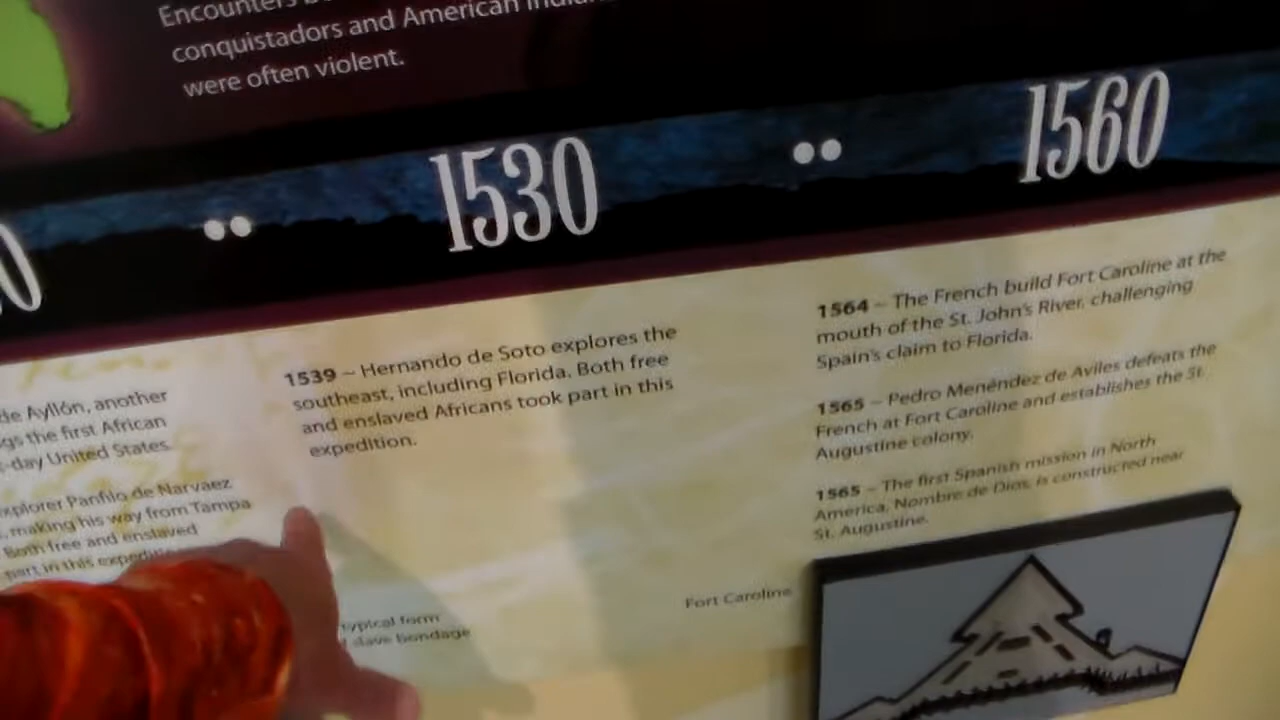 Encounters
conquistadors and American Indian
were often violent.
1530
1560
de Ayllón, another
gs the first African
-day United States.
xplorer Panfilo de Narvaez
, making his way from Tampa
Both free and enslaved
part in this expedition
1539 – Hernando de Soto explores the
southeast, including Florida. Both free
and enslaved Africans took part in this
expedition.
typical form
slave bondage
1564 – The French build Fort Caroline at the
mouth of the St. John's River, challenging
Spain's claim to Florida.
1565 – Pedro Menéndez de Aviles defeats the
French at Fort Caroline and establishes the St.
Augustine colony.
1565 – The first Spanish mission in North
America, Nombre de Dios, is constructed near
St. Augustine.
Fort Caroline